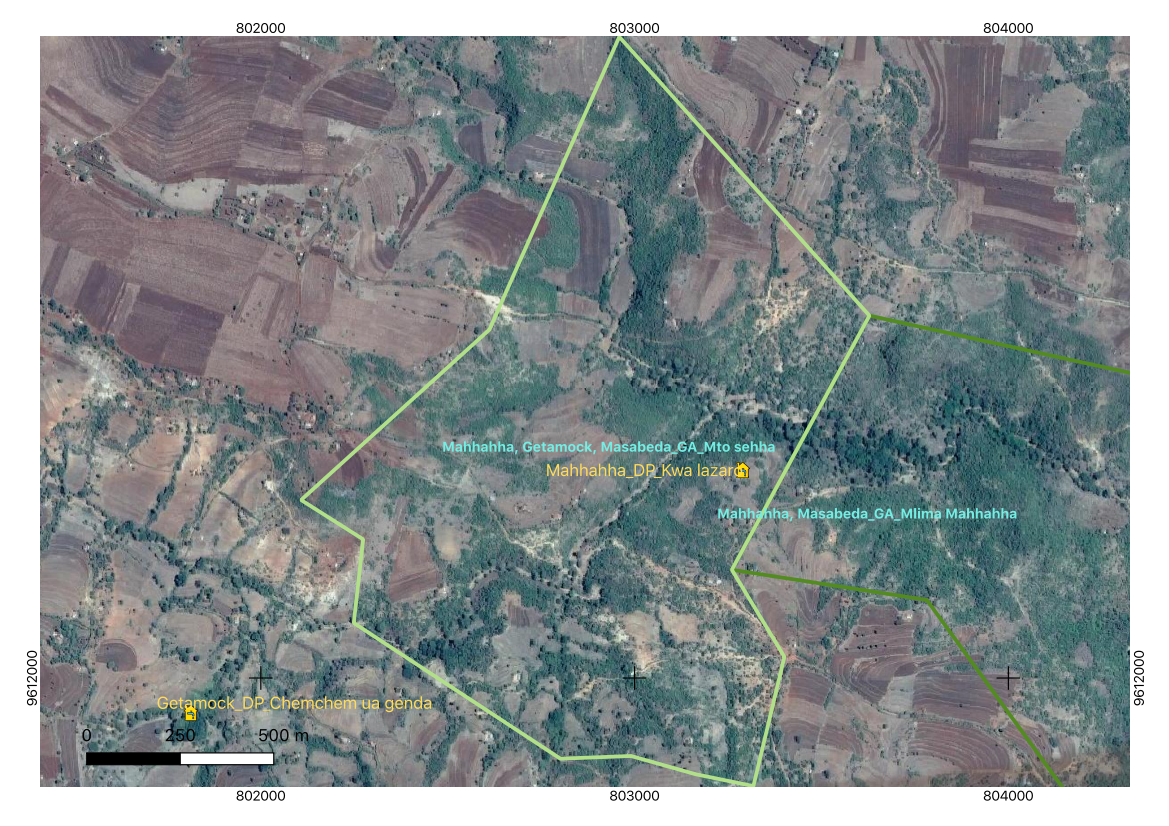 802000 803000 804000
Mahhahha, Getamock, Masabeda_GA_Mto sehha
Mahhahha_DP_Kwa lazaro
Mahhahha, Masabeda_GA_Mlima Mahhahha
9612000 9612000
Getamock_DP_Chemchem ua genda
0 250 500 m
802000 803000 804000